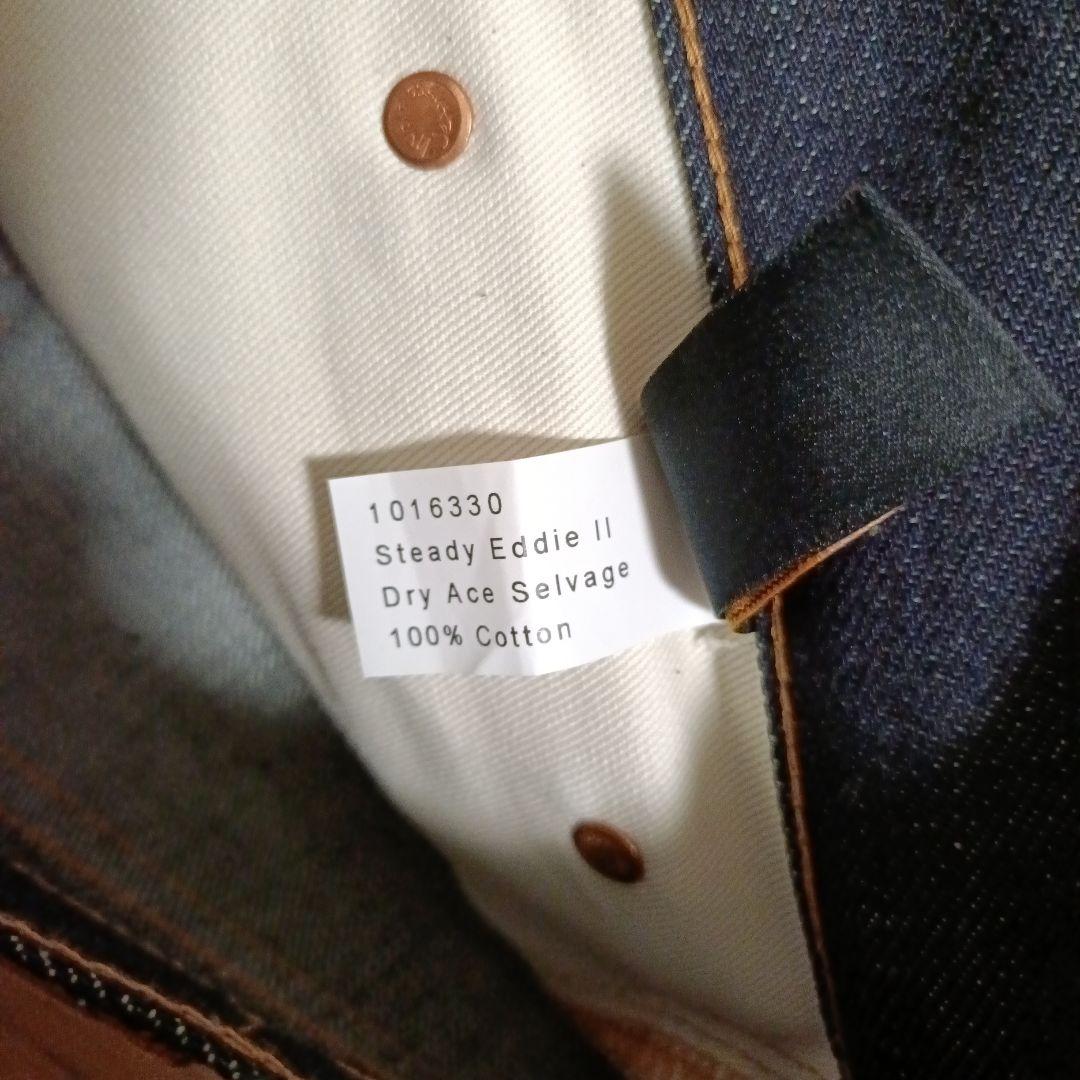 1016330
Steady Eddie II
Dry Ace Selvage
100% Cotton